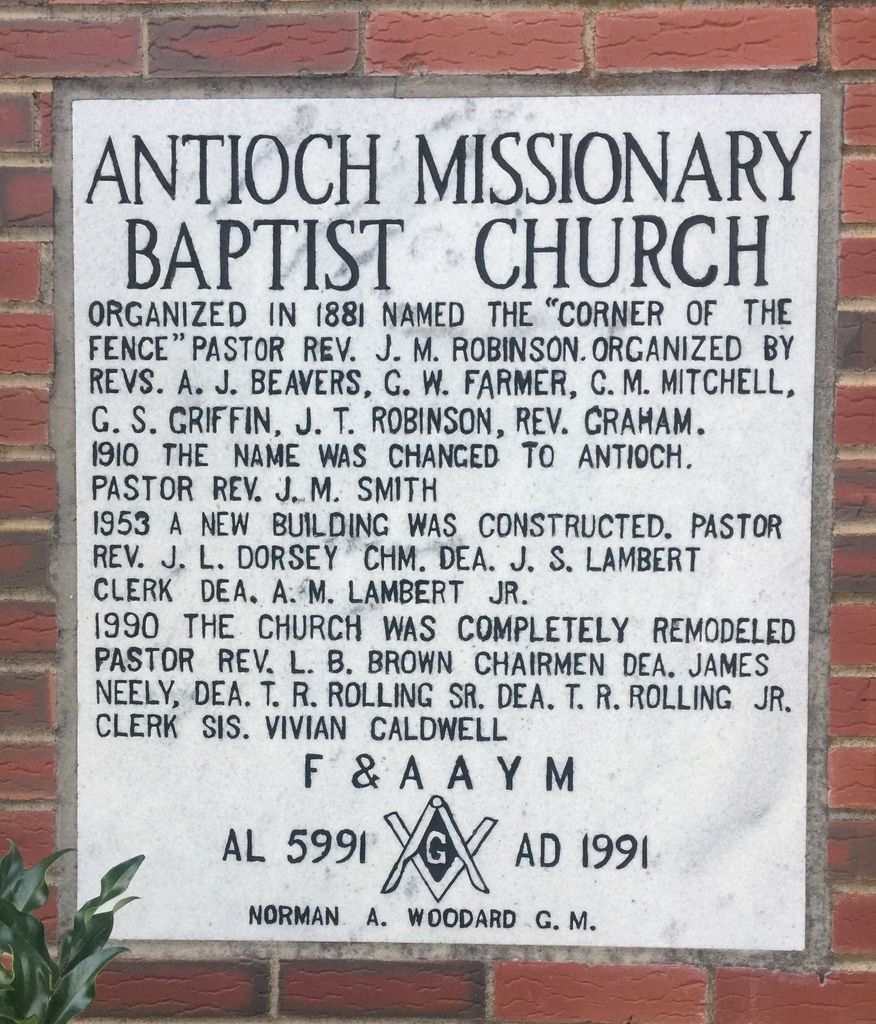 ANTIOCH MISSIONARY
BAPTIST CHURCH
ORGANIZED IN 1881 NAMED THE "CORNER OF THE
FENCE" PASTOR REV. J. M. ROBINSON. ORGANIZED BY
REVS. A. J. BEAVERS, G. W. FARMER, C. M. MITCHELL,
G. S. GRIFFIN, J. T. ROBINSON, REV. GRAHAM.
1910 THE NAME WAS CHANGED TO ANTIOCH.
PASTOR REV. J. M. SMITH
1953 A NEW BUILDING WAS CONSTRUCTED. PASTOR
REV. J. L. DORSEY CHM. DEA. J. S. LAMBERT
CLERK DEA. A. M. LAMBERT JR.
1990 THE CHURCH WAS COMPLETELY REMODELED
PASTOR REV. L. B. BROWN CHAIRMEN DEA. JAMES
NEELY, DEA. T. R. ROLLING SR. DEA. T. R. ROLLING JR.
CLERK SIS. VIVIAN CALDWELL
F & A A Y M
AL 5991 G AD 1991
NORMAN A. WOODARD G. M.